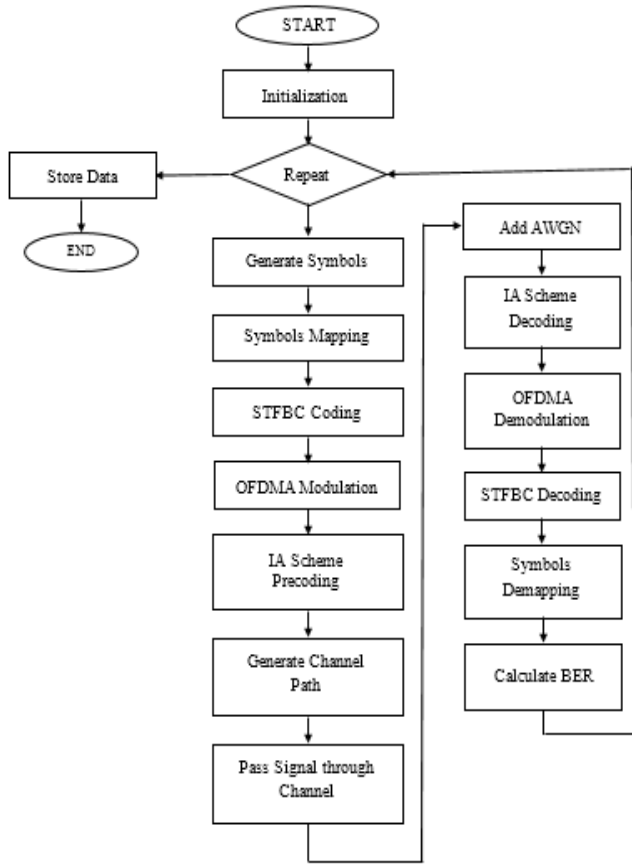 START
Initialization
Repeat
Store Data
END
Generate Symbols
Symbols Mapping
STFBC Coding
OFDMA Modulation
IA Scheme
Precoding
Generate Channel
Path
Pass Signal through
Channel
Add AWGN
IA Scheme
Decoding
OFDMA
Demodulation
STFBC Decoding
Symbols
Demapping
Calculate BER